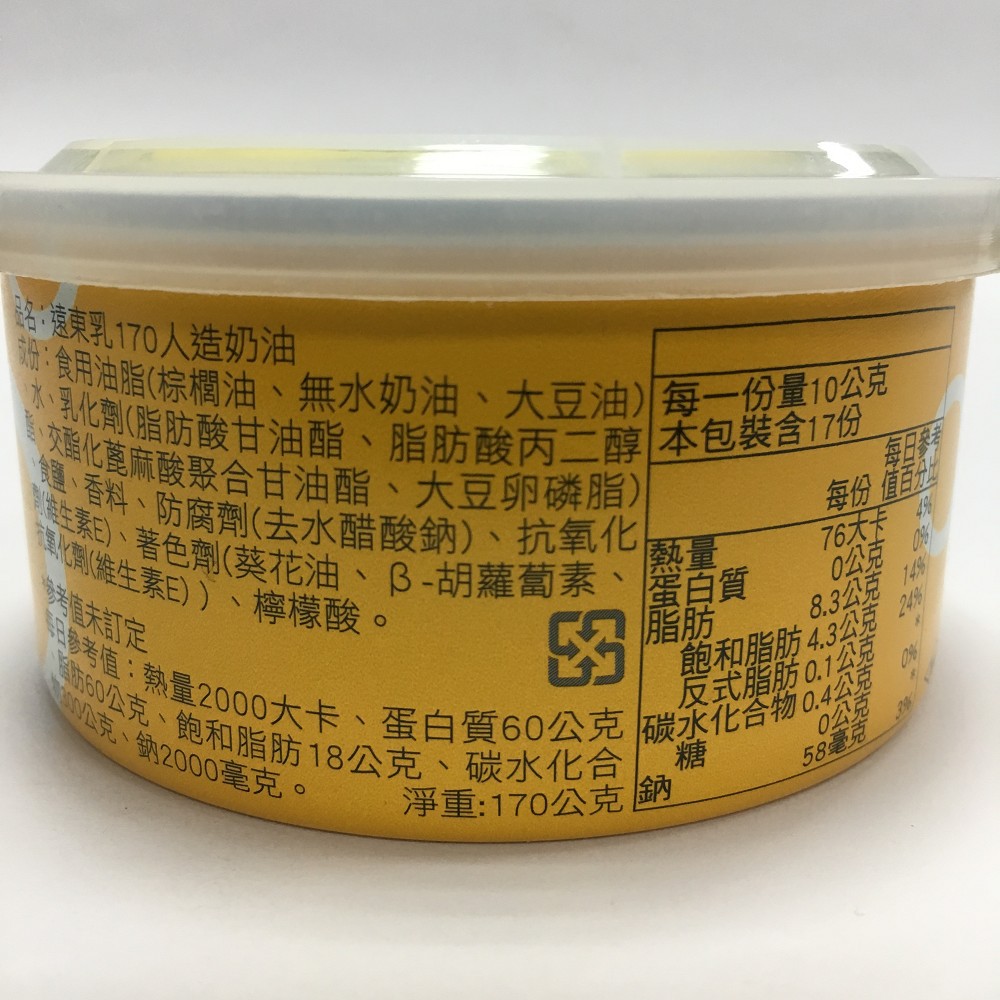 品名：遠東乳170人造奶油
成份：食用油脂(棕櫚油、無水奶油、大豆油)
水、乳化劑(脂肪酸甘油酯、脂肪酸丙二醇
酯、交酯化蓖麻酸聚合甘油酯、大豆卵磷脂)
、食鹽、香料、防腐劑(去水醋酸鈉)、抗氧化
劑(維生素E)、著色劑(葵花油、β-胡蘿蔔素、
抗氧化劑(維生素E))、檸檬酸。
*參考值未訂定
每日參考值：熱量2000大卡、蛋白質60公克
脂肪60公克、飽和脂肪18公克、碳水化合
300公克、鈉2000毫克。
淨重:170公克
每一份量10公克
本包裝含17份
每份 每日參考值百分比
熱量 76大卡 4%
蛋白質 0公克 0%
脂肪 8.3公克 14%
飽和脂肪 4.3公克 24%
反式脂肪 0.1公克 *
碳水化合物 0.4公克 0%
糖 0公克 *
鈉 58毫克 3%